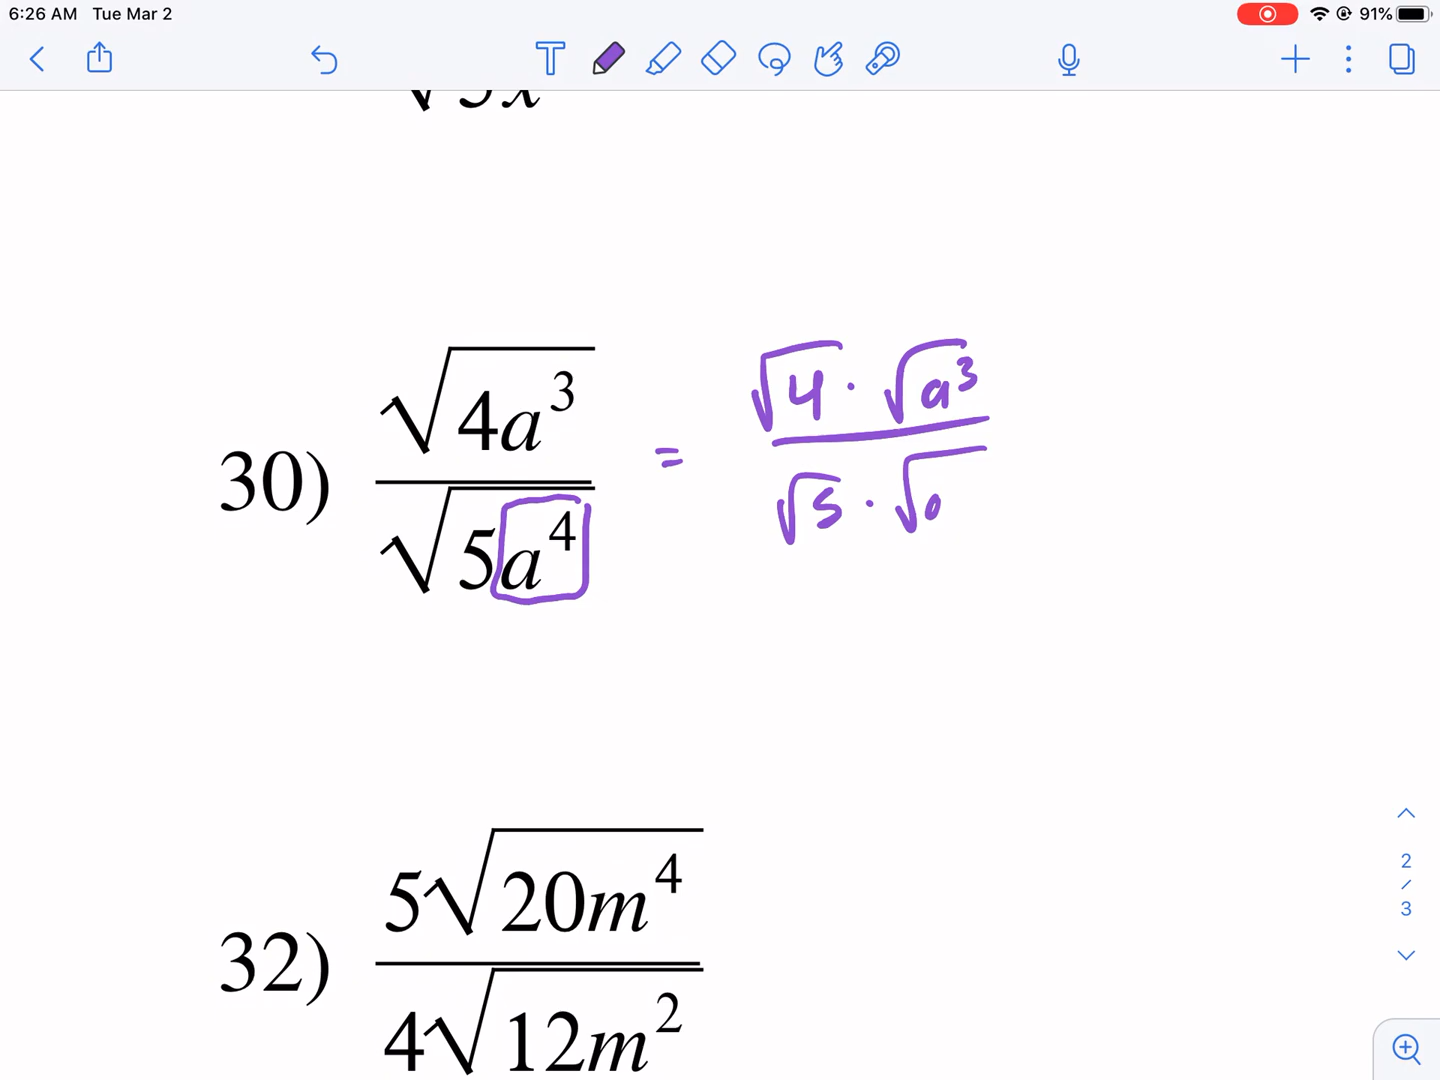 6:26 AM Tue Mar 2 91%
30) √4a³ / √5a⁴ = √4 · √a³ / √5 · √
32) 5√20m⁴ / 4√12m²
2 / 3